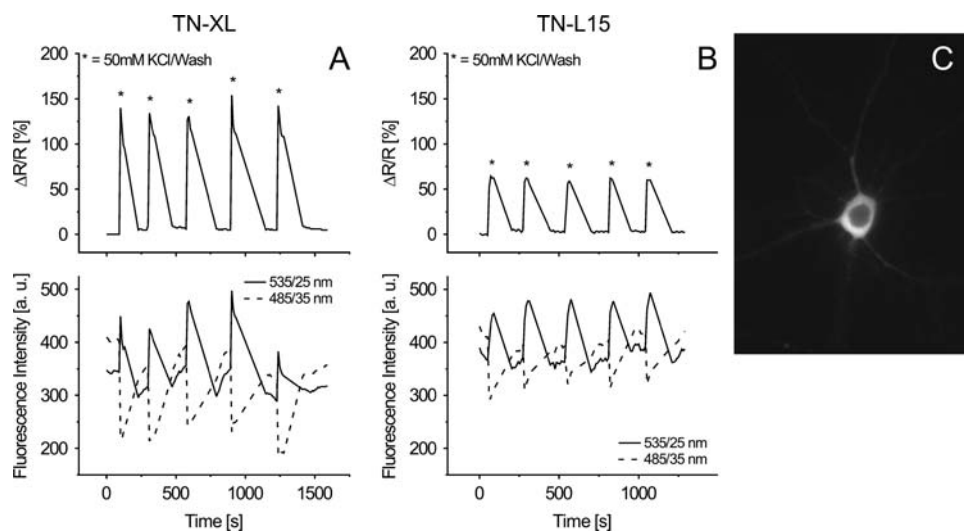 TN-XL
TN-L15
A
* = 50mM KCl/Wash
ΔR/R [%]
200
150
100
50
0
* * * * *
B
* = 50mM KCl/Wash
ΔR/R [%]
200
150
100
50
0
* * * * *
C
Fluorescence Intensity [a. u.]
500
400
300
200
535/25 nm
485/35 nm
0 500 1000 1500
Time [s]
Fluorescence Intensity [a. u.]
500
400
300
200
535/25 nm
485/35 nm
0 500 1000
Time [s]